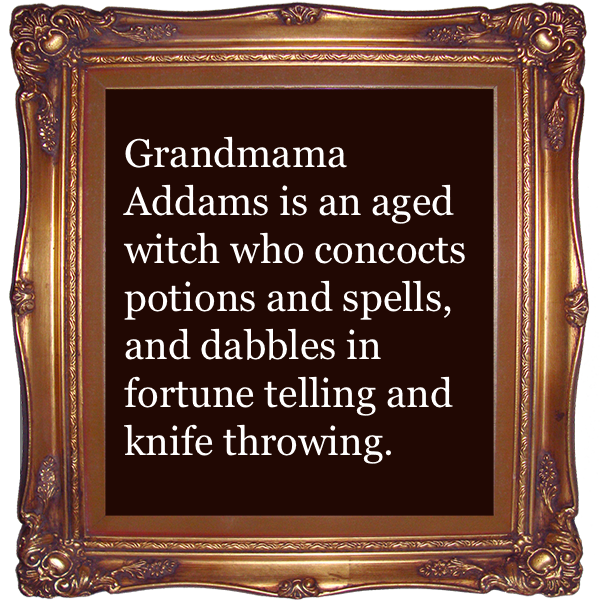 Grandmama
Addams is an aged
witch who concocts
potions and spells,
and dabbles in
fortune telling and
knife throwing.